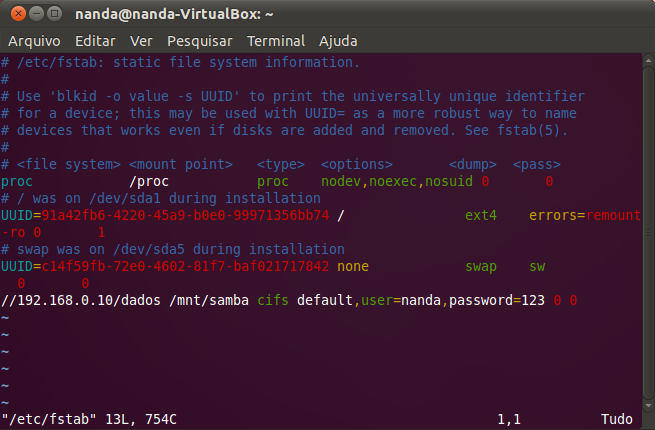 nanda@nanda-VirtualBox: ~
Arquivo Editar Ver Pesquisar Terminal Ajuda
# /etc/fstab: static file system information.
#
# Use 'blkid -o value -s UUID' to print the universally unique identifier
# for a device; this may be used with UUID= as a more robust way to name
# devices that works even if disks are added and removed. See fstab(5).
#
# <file system> <mount point>   <type>  <options>       <dump>  <pass>
proc            /proc           proc    nodev,noexec,nosuid 0       0
# / was on /dev/sda1 during installation
UUID=91a42fb6-4220-45a9-b0e0-99971356bb74 /               ext4    errors=remount
-ro 0       1
# swap was on /dev/sda5 during installation
UUID=c14f59fb-72e0-4602-81f7-baf021717842 none            swap    sw
  0       0
//192.168.0.10/dados /mnt/samba cifs default,user=nanda,password=123 0 0
~
~
~
~
~
~
"/etc/fstab" 13L, 754C                                        1,1          Tudo